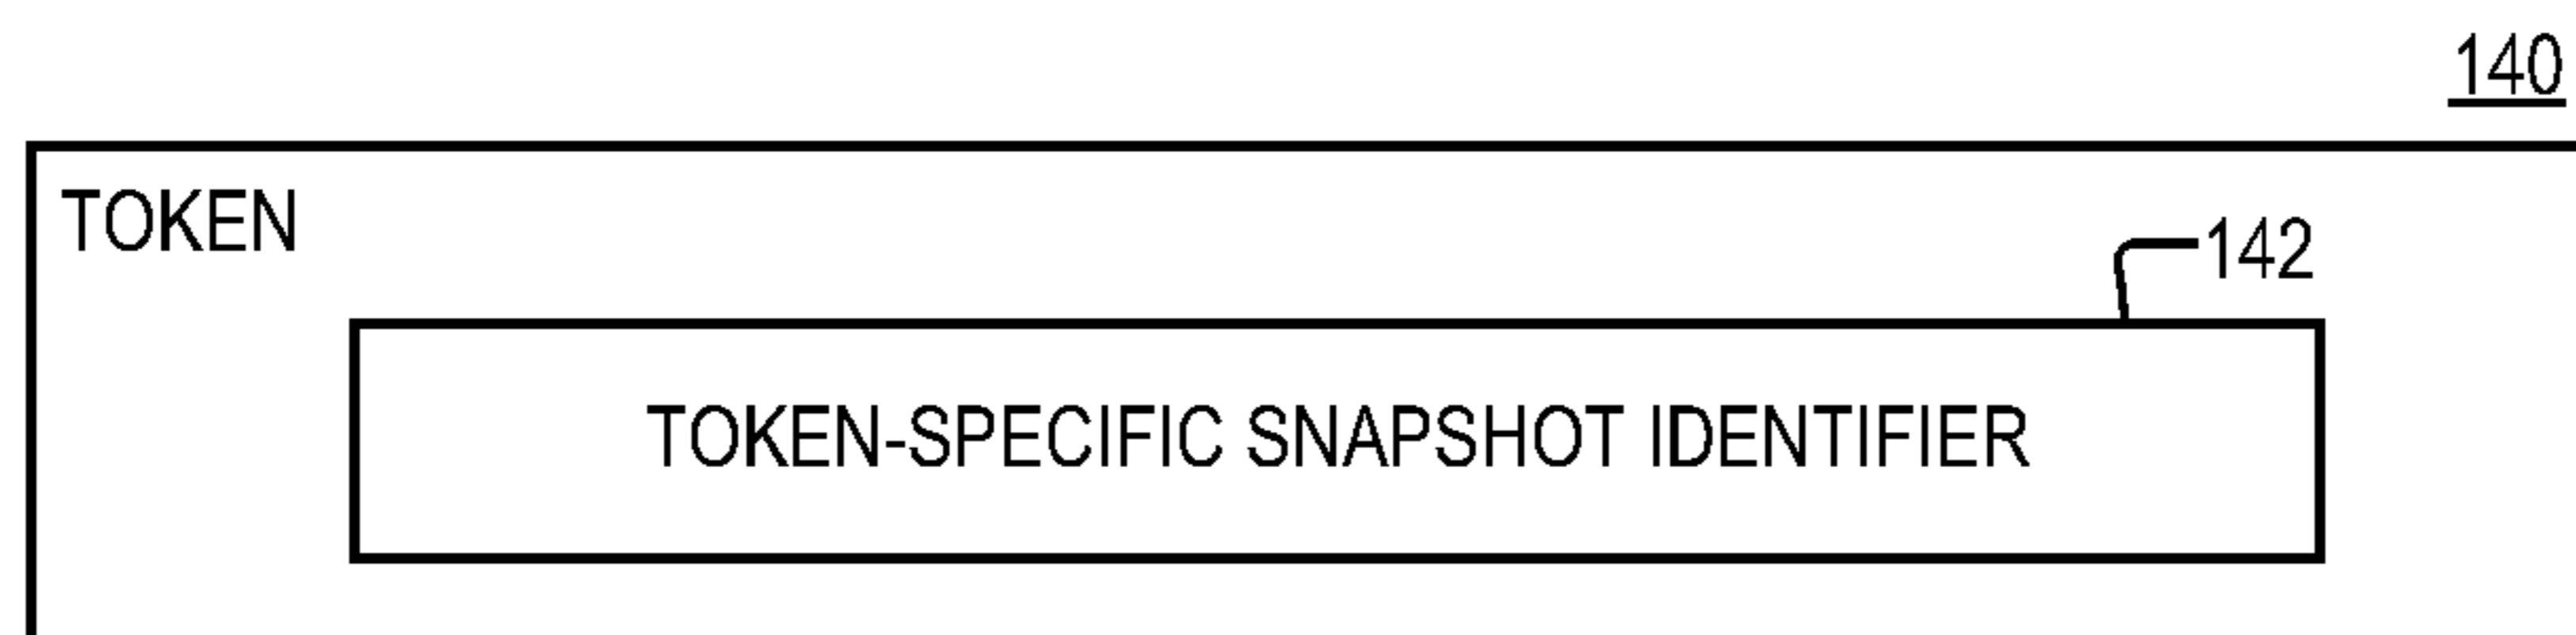 140
TOKEN
142
TOKEN-SPECIFIC SNAPSHOT IDENTIFIER